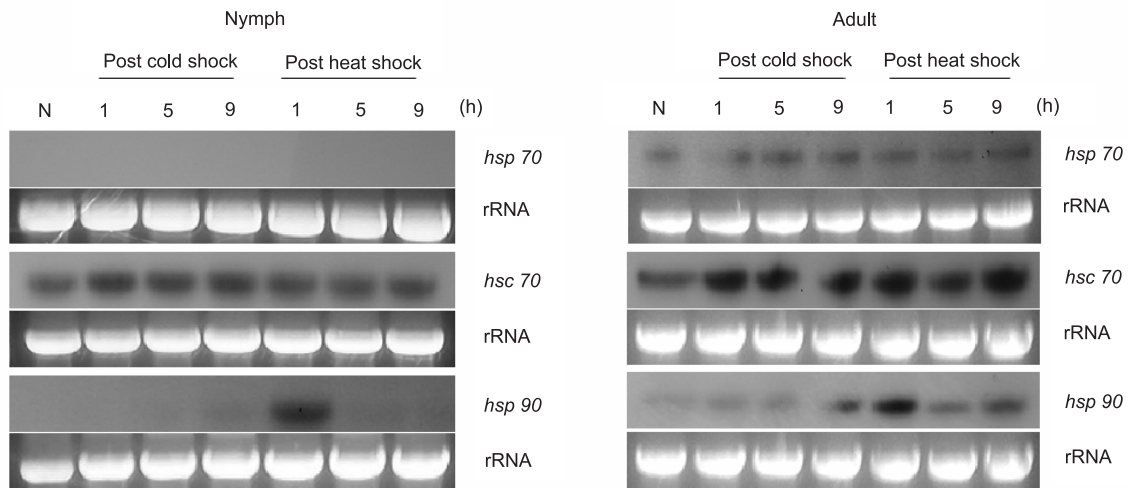 Nymph
Post cold shock Post heat shock
N 1 5 9 1 5 9 (h)
hsp 70
rRNA
hsc 70
rRNA
hsp 90
rRNA
Adult
Post cold shock Post heat shock
N 1 5 9 1 5 9 (h)
hsp 70
rRNA
hsc 70
rRNA
hsp 90
rRNA